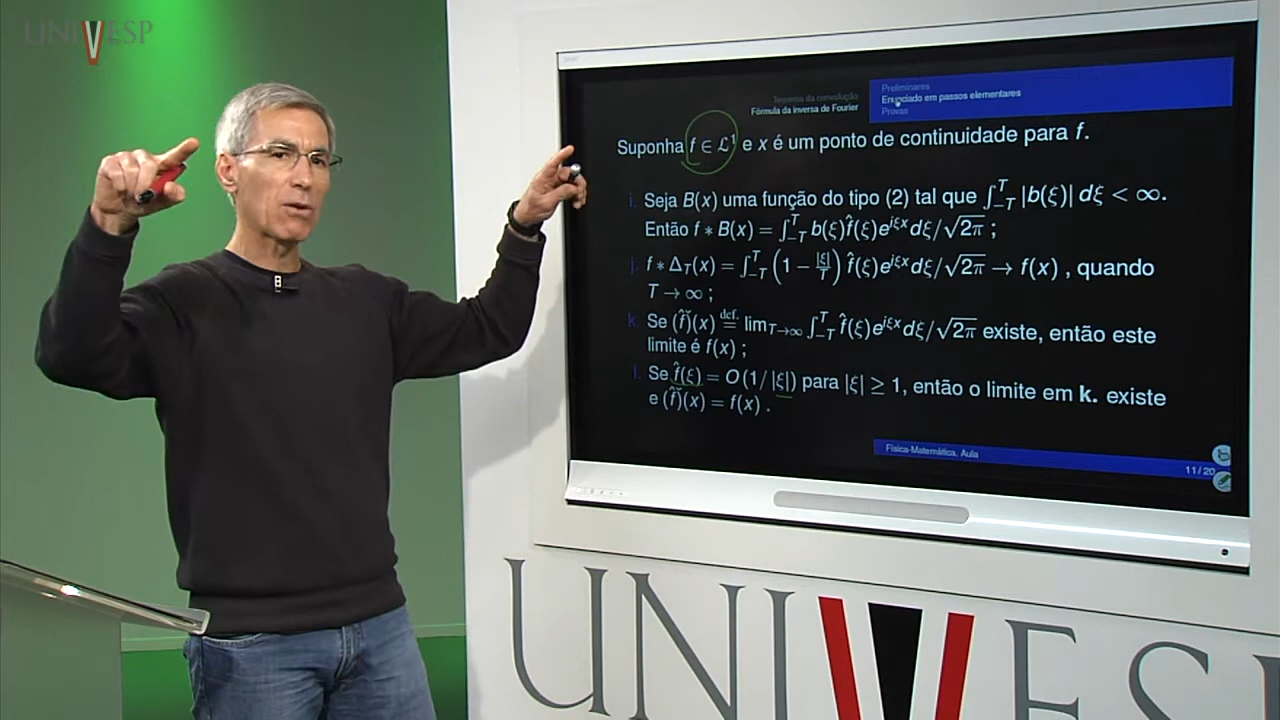 UNIVESP
Teorema da convolução
Fórmula da inversa de Fourier
Preliminares
Enunciado em passos elementares
Provas
Suponha f ∈ ℒ¹ e x é um ponto de continuidade para f.
i. Seja B(x) uma função do tipo (2) tal que ∫_{-T}^{T} |b(ξ)| dξ < ∞.
Então f ∗ B(x) = ∫_{-T}^{T} b(ξ)f̂(ξ)e^{iξx}dξ/√2π ;
j. f ∗ Δ_T(x) = ∫_{-T}^{T} (1 − |ξ|/T) f̂(ξ)e^{iξx}dξ/√2π → f(x) , quando
T → ∞ ;
k. Se (f̂)ˇ(x) def.= lim_{T→∞} ∫_{-T}^{T} f̂(ξ)e^{iξx}dξ/√2π existe, então este
limite é f(x) ;
l. Se f̂(ξ) = O(1/|ξ|) para |ξ| ≥ 1, então o limite em k. existe
e (f̂)ˇ(x) = f(x) .
Física-Matemática, Aula
11/20
UNIVESP